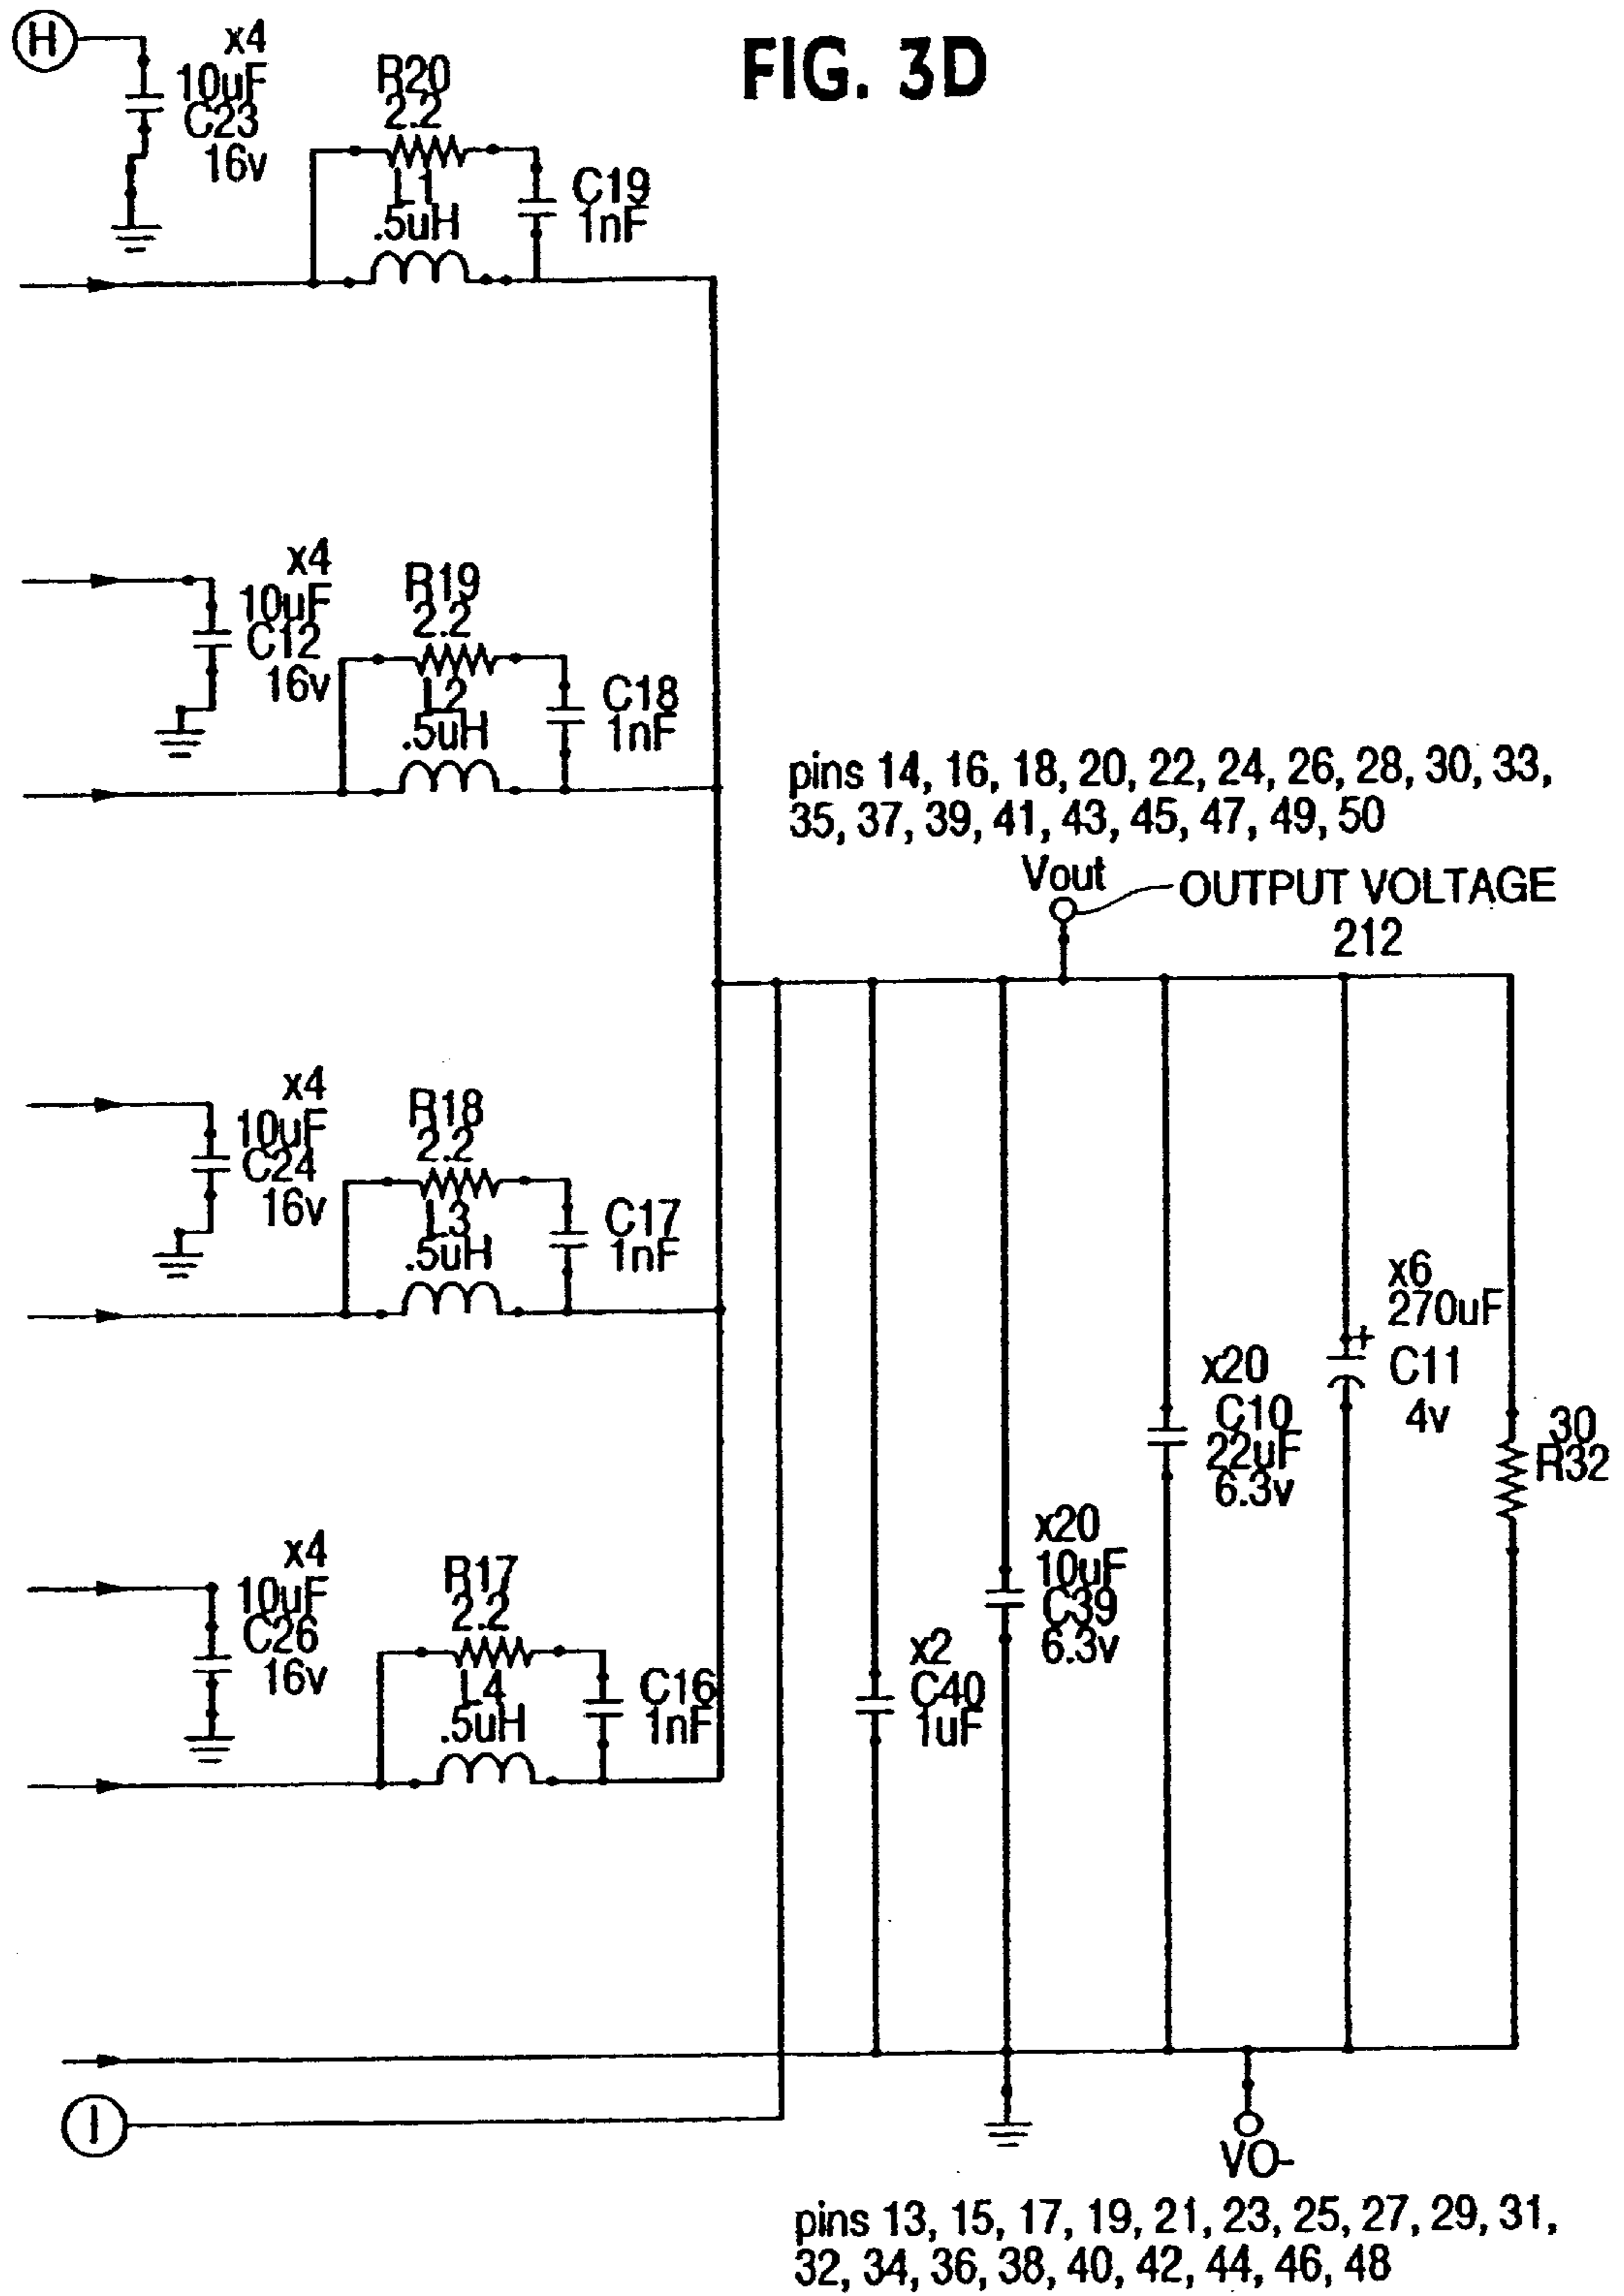 FIG. 3D
H
x4
10uF
C23
16v
R20
2.2
L1
.5uH
C19
1nF
x4
10uF
C12
16v
R19
2.2
L2
.5uH
C18
1nF
pins 14, 16, 18, 20, 22, 24, 26, 28, 30, 33,
35, 37, 39, 41, 43, 45, 47, 49, 50
Vout
OUTPUT VOLTAGE
212
x4
10uF
C24
16v
R18
2.2
L3
.5uH
C17
1nF
x6
270uF
+
C11
4v
x20
C10
22uF
6.3v
30
R32
x20
10uF
C39
6.3v
x4
10uF
C26
16v
R17
2.2
L4
.5uH
C16
1nF
x2
C40
1uF
I
VO-
pins 13, 15, 17, 19, 21, 23, 25, 27, 29, 31,
32, 34, 36, 38, 40, 42, 44, 46, 48